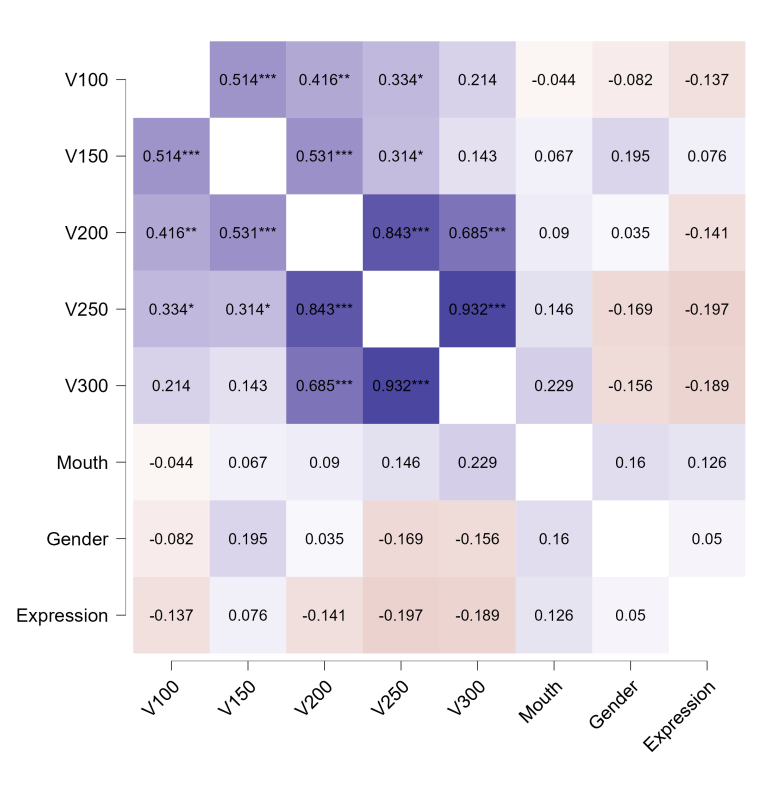 V100 0.514*** 0.416** 0.334* 0.214 -0.044 -0.082 -0.137
V150 0.514*** 0.531*** 0.314* 0.143 0.067 0.195 0.076
V200 0.416** 0.531*** 0.843*** 0.685*** 0.09 0.035 -0.141
V250 0.334* 0.314* 0.843*** 0.932*** 0.146 -0.169 -0.197
V300 0.214 0.143 0.685*** 0.932*** 0.229 -0.156 -0.189
Mouth -0.044 0.067 0.09 0.146 0.229 0.16 0.126
Gender -0.082 0.195 0.035 -0.169 -0.156 0.16 0.05
Expression -0.137 0.076 -0.141 -0.197 -0.189 0.126 0.05
V100 V150 V200 V250 V300 Mouth Gender Expression